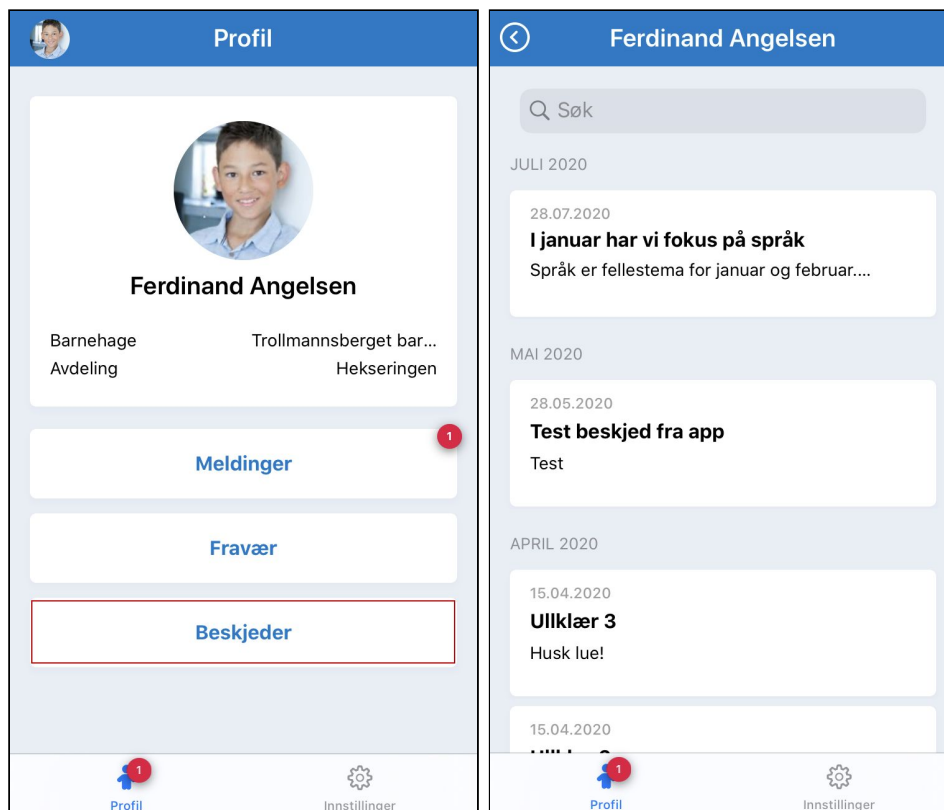 Profil
Ferdinand Angelsen
Barnehage Trollmannsberget bar...
Avdeling Hekseringen
1
Meldinger
Fravær
Beskjeder
1
Profil
Innstillinger
Ferdinand Angelsen
Søk
JULI 2020
28.07.2020
I januar har vi fokus på språk
Språk er fellestema for januar og februar....
MAI 2020
28.05.2020
Test beskjed fra app
Test
APRIL 2020
15.04.2020
Ullklær 3
Husk lue!
15.04.2020
1
Profil
Innstillinger